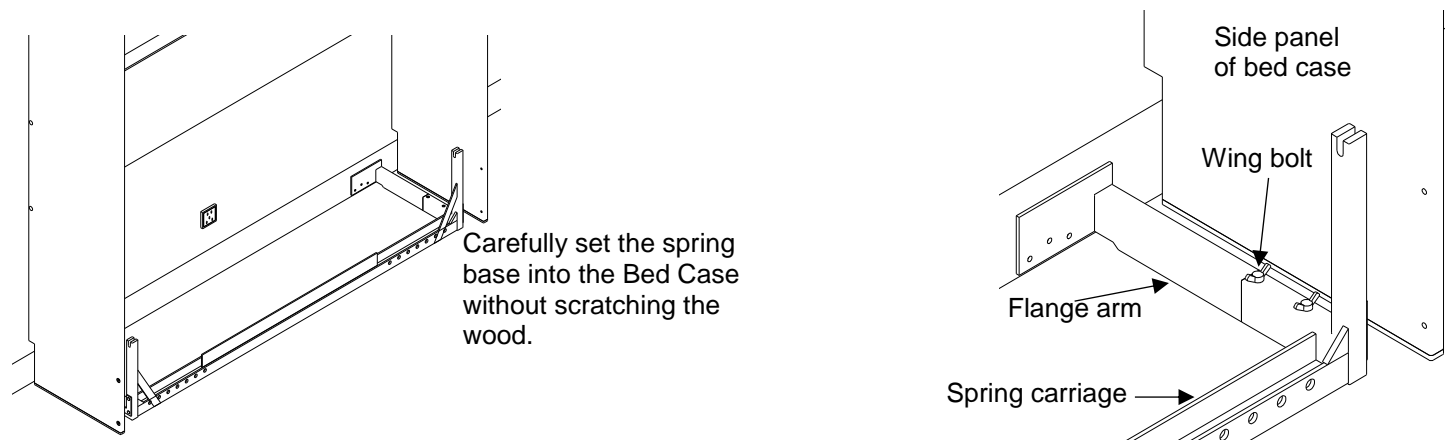 Carefully set the spring
base into the Bed Case
without scratching the
wood.
Side panel
of bed case
Wing bolt
Flange arm
Spring carriage